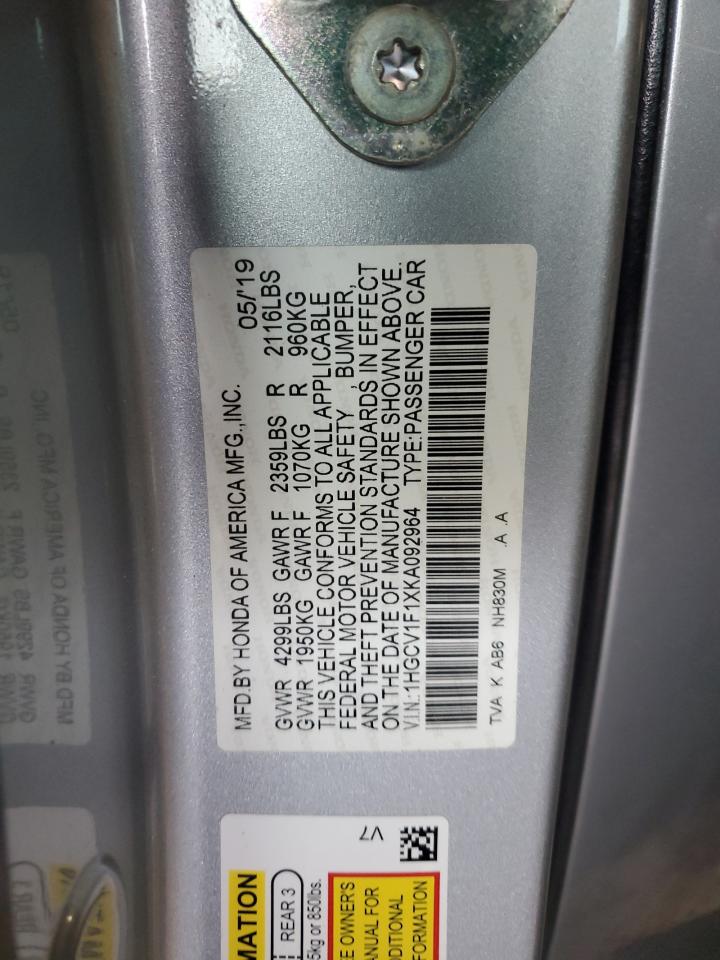 MFD.BY HONDA OF AMERICA MFG.,INC. 05/'19
GVWR 4299LBS GAWR F 2359LBS R 2116LBS
GVWR 1950KG GAWR F 1070KG R 960KG
THIS VEHICLE CONFORMS TO ALL APPLICABLE
FEDERAL MOTOR VEHICLE SAFETY , BUMPER,
AND THEFT PREVENTION STANDARDS IN EFFECT
ON THE DATE OF MANUFACTURE SHOWN ABOVE.
V.I.N.:1HGCV1F1XKA092964 TYPE:PASSENGER CAR
TVA K AB6 NH830M .A .A
MATION
REAR 3
5kg or 850lbs.
E OWNER'S
ANUAL FOR
DDITIONAL
FORMATION
V7